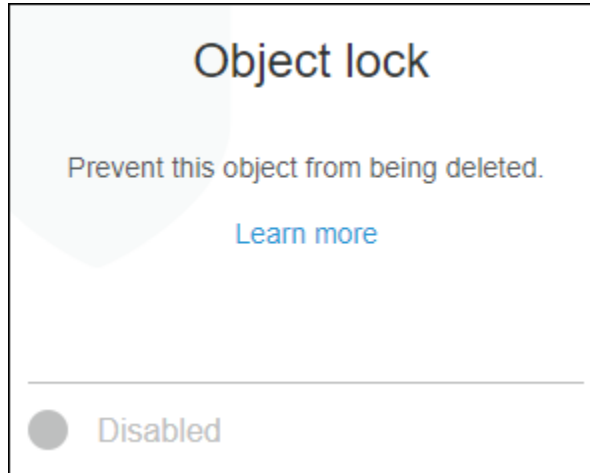 Object lock
Prevent this object from being deleted.
Learn more
Disabled